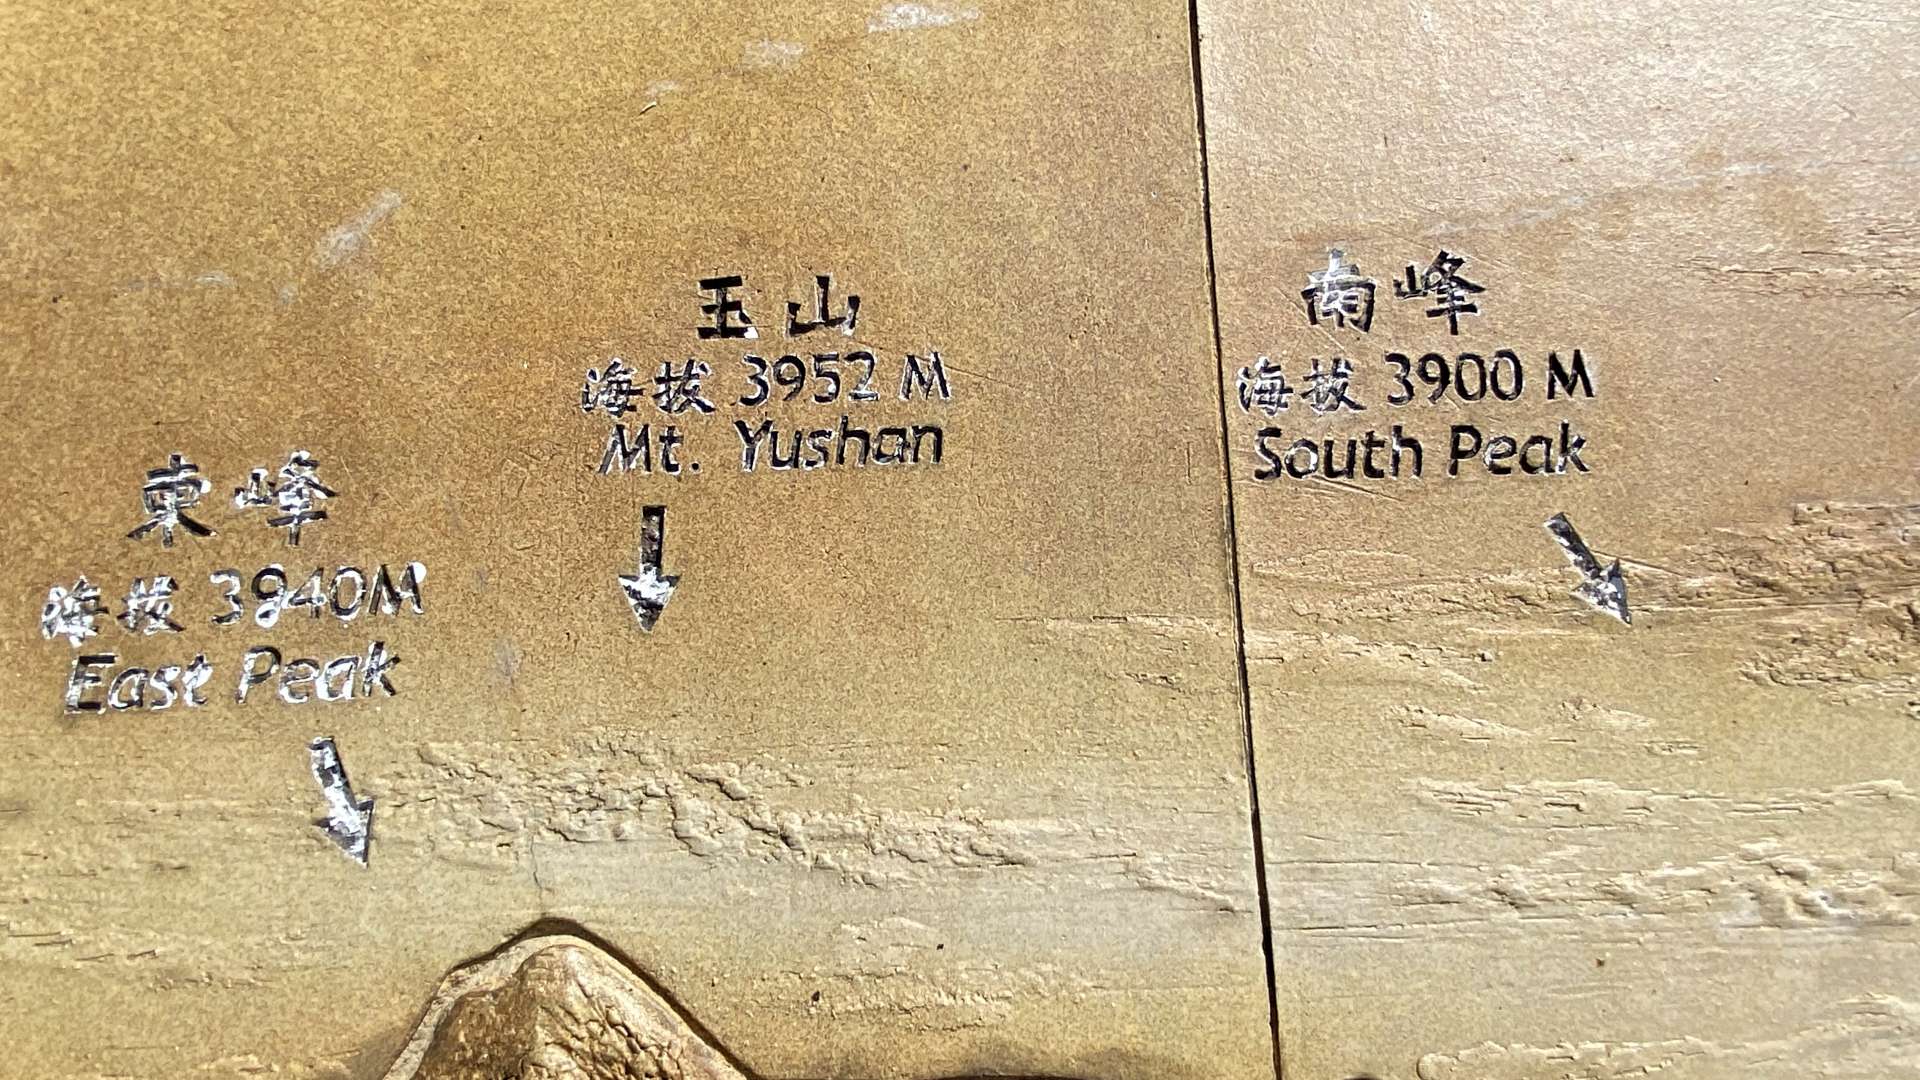 玉山
海拔 3952 M
Mt. Yushan
南峰
海拔 3900 M
South Peak
東峰
海拔 3940M
East Peak